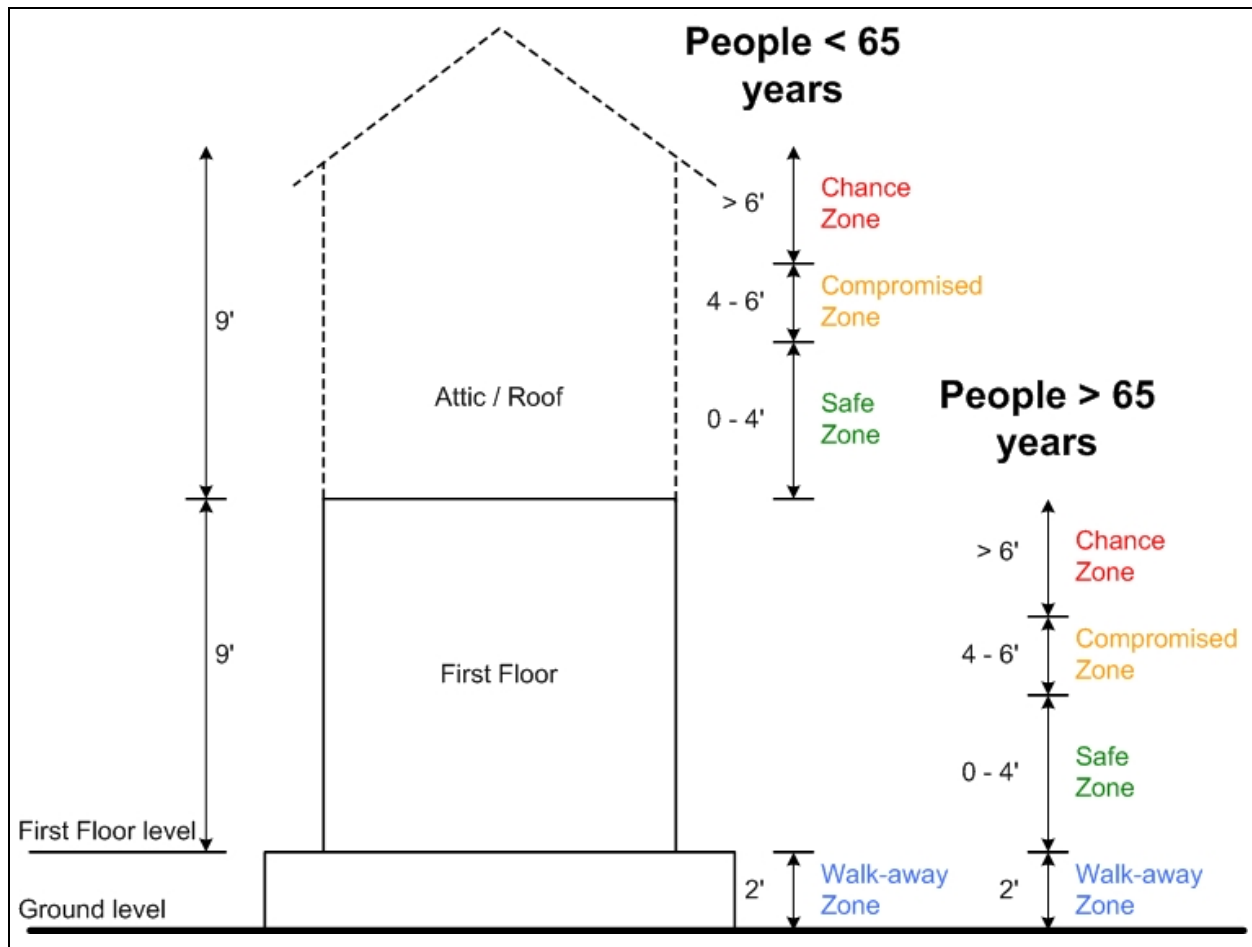 People < 65
years
> 6'
Chance
Zone
4 - 6'
Compromised
Zone
0 - 4'
Safe
Zone
9'
Attic / Roof
People > 65
years
> 6'
Chance
Zone
4 - 6'
Compromised
Zone
0 - 4'
Safe
Zone
9'
First Floor
First Floor level
Ground level
2'
Walk-away
Zone
2'
Walk-away
Zone